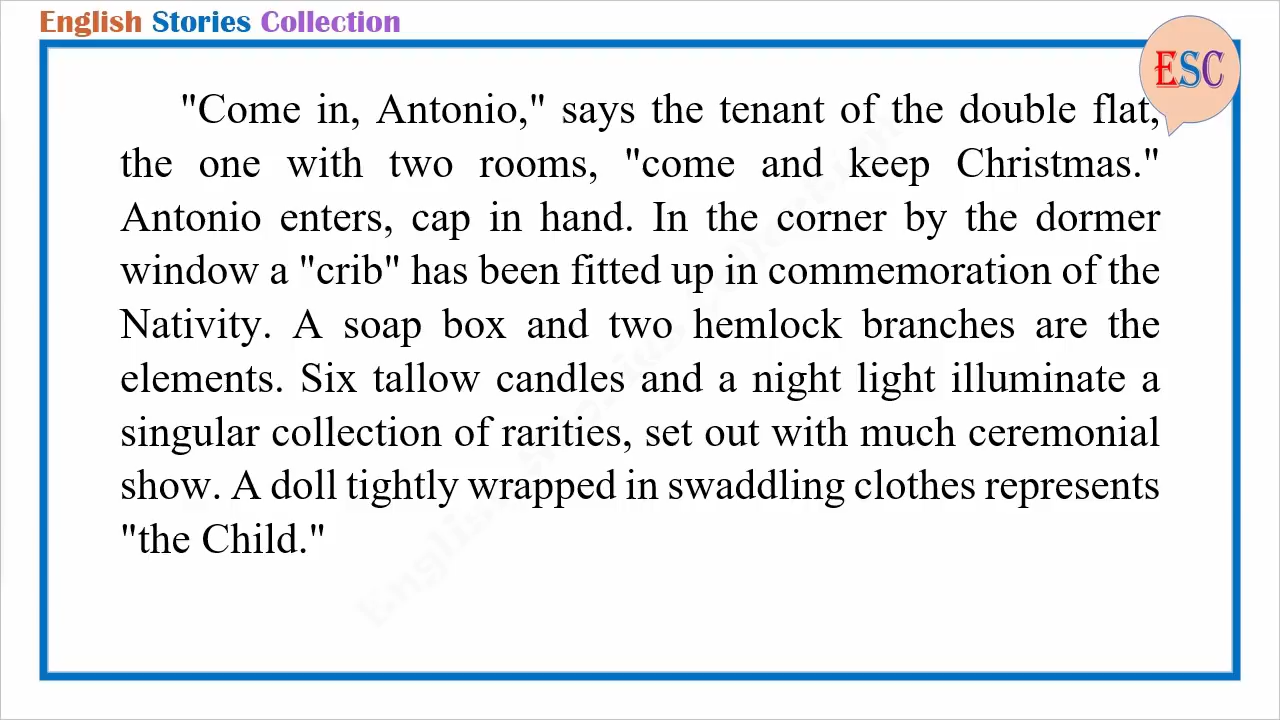 English Stories Collection
ESC
"Come in, Antonio," says the tenant of the double flat,
the one with two rooms, "come and keep Christmas."
Antonio enters, cap in hand. In the corner by the dormer
window a "crib" has been fitted up in commemoration of the
Nativity. A soap box and two hemlock branches are the
elements. Six tallow candles and a night light illuminate a
singular collection of rarities, set out with much ceremonial
show. A doll tightly wrapped in swaddling clothes represents
"the Child."